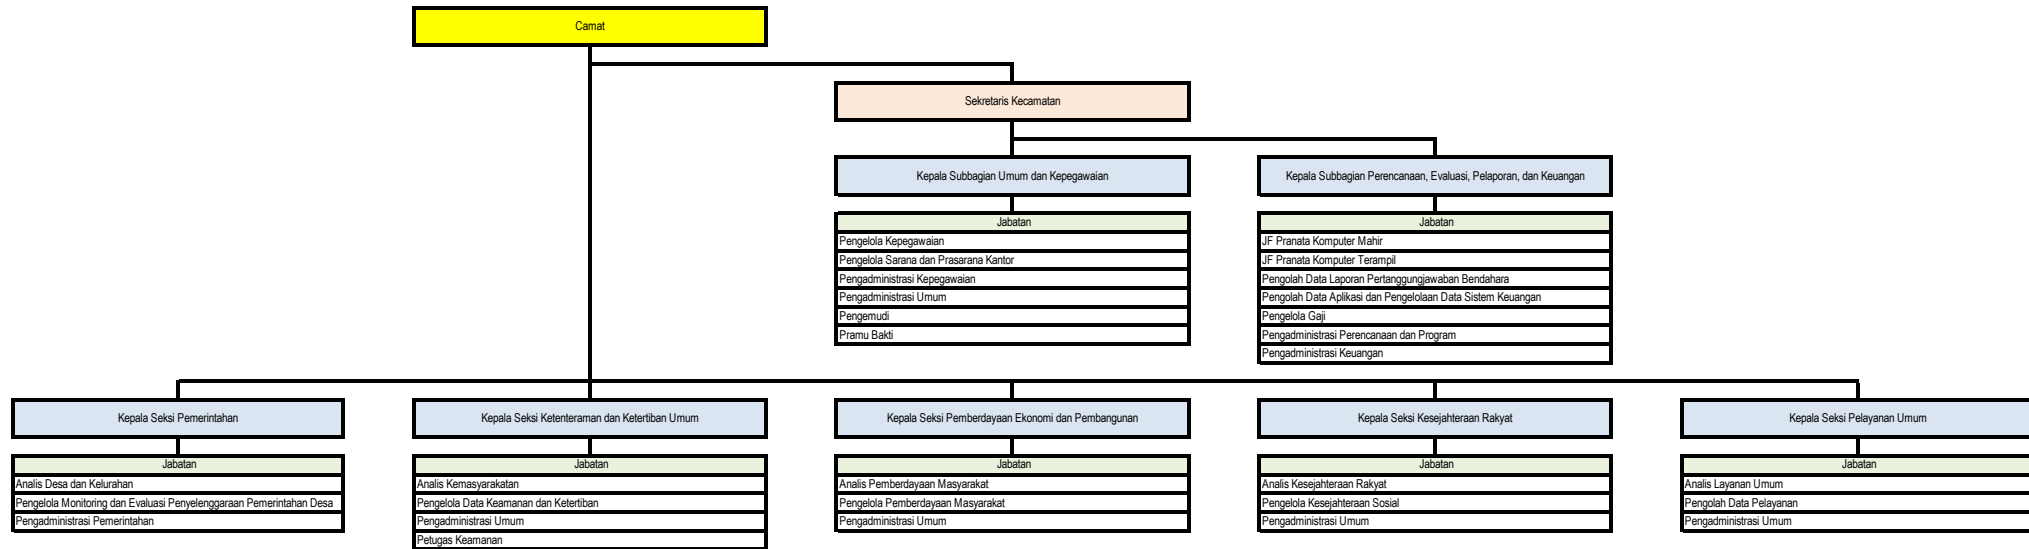 Camat
Sekretaris Kecamatan
Kepala Subbagian Umum dan Kepegawaian
Jabatan
Pengelola Kepegawaian
Pengelola Sarana dan Prasarana Kantor
Pengadministrasi Kepegawaian
Pengadministrasi Umum
Pengemudi
Pramu Bakti
Kepala Subbagian Perencanaan, Evaluasi, Pelaporan, dan Keuangan
Jabatan
JF Pranata Komputer Mahir
JF Pranata Komputer Terampil
Pengolah Data Laporan Pertanggungjawaban Bendahara
Pengolah Data Aplikasi dan Pengelolaan Data Sistem Keuangan
Pengelola Gaji
Pengadministrasi Perencanaan dan Program
Pengadministrasi Keuangan
Kepala Seksi Pemerintahan
Jabatan
Analis Desa dan Kelurahan
Pengelola Monitoring dan Evaluasi Penyelenggaraan Pemerintahan Desa
Pengadministrasi Pemerintahan
Kepala Seksi Ketenteraman dan Ketertiban Umum
Jabatan
Analis Kemasyarakatan
Pengelola Data Keamanan dan Ketertiban
Pengadministrasi Umum
Petugas Keamanan
Kepala Seksi Pemberdayaan Ekonomi dan Pembangunan
Jabatan
Analis Pemberdayaan Masyarakat
Pengelola Pemberdayaan Masyarakat
Pengadministrasi Umum
Kepala Seksi Kesejahteraan Rakyat
Jabatan
Analis Kesejahteraan Rakyat
Pengelola Kesejahteraan Sosial
Pengadministrasi Umum
Kepala Seksi Pelayanan Umum
Jabatan
Analis Layanan Umum
Pengolah Data Pelayanan
Pengadministrasi Umum